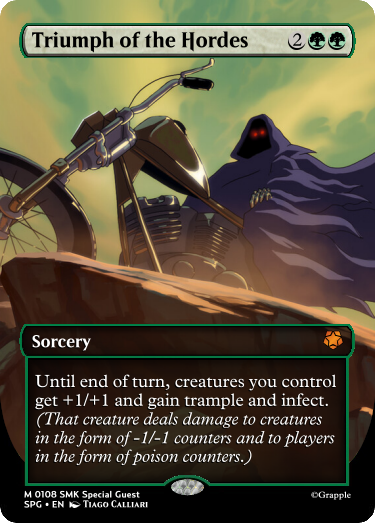 Triumph of the Hordes 2
Sorcery
Until end of turn, creatures you control
get +1/+1 and gain trample and infect.
(That creature deals damage to creatures
in the form of -1/-1 counters and to players
in the form of poison counters.)
M 0108 SMK Special Guest
SPG • EN Tiago Calliari
©Grapple